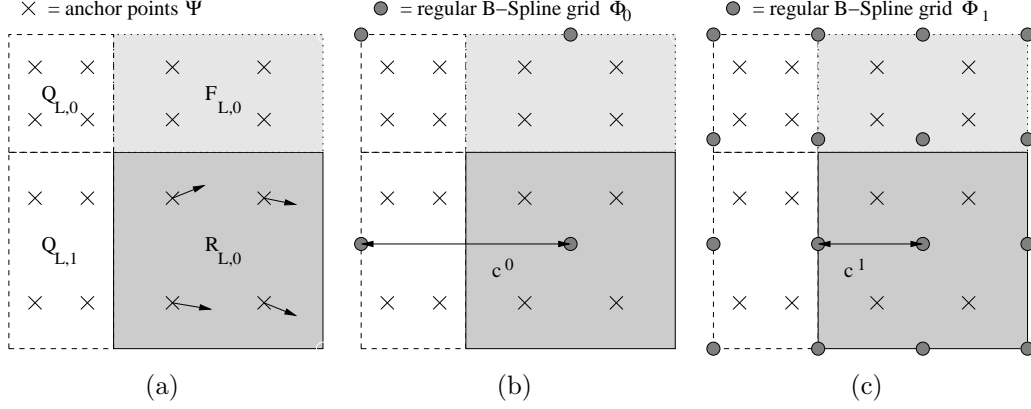 × = anchor points Ψ
= regular B−Spline grid Φ0
= regular B−Spline grid Φ1
QL,0
FL,0
QL,1
RL,0
c0
c1
(a)
(b)
(c)